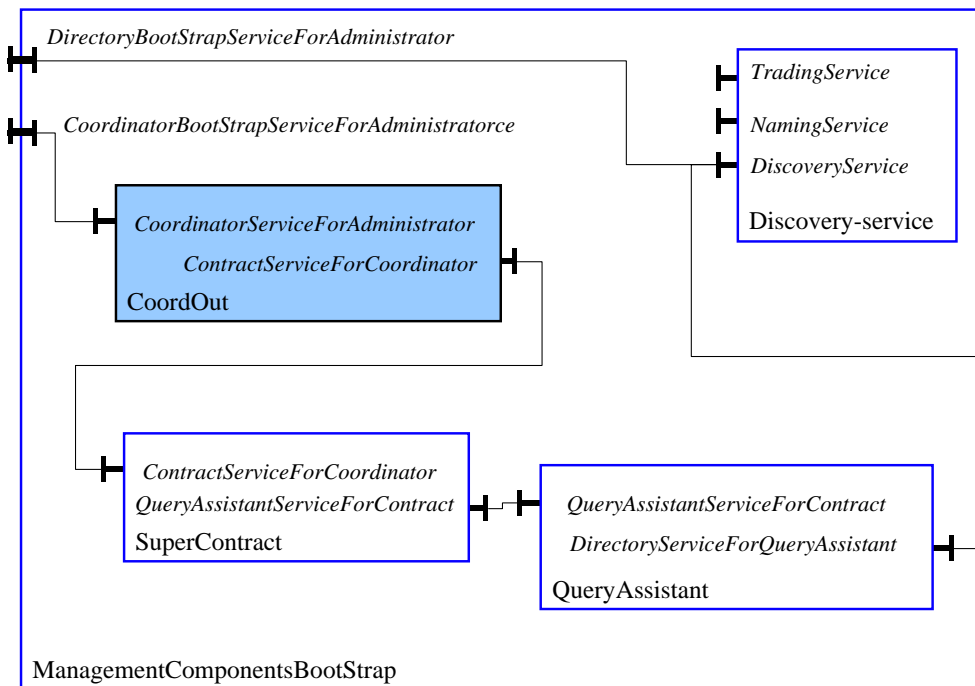 DirectoryBootStrapServiceForAdministrator
TradingService
CoordinatorBootStrapServiceForAdministratorce
NamingService
DiscoveryService
Discovery-service
CoordinatorServiceForAdministrator
ContractServiceForCoordinator
CoordOut
ContractServiceForCoordinator
QueryAssistantServiceForContract
SuperContract
QueryAssistantServiceForContract
DirectoryServiceForQueryAssistant
QueryAssistant
ManagementComponentsBootStrap